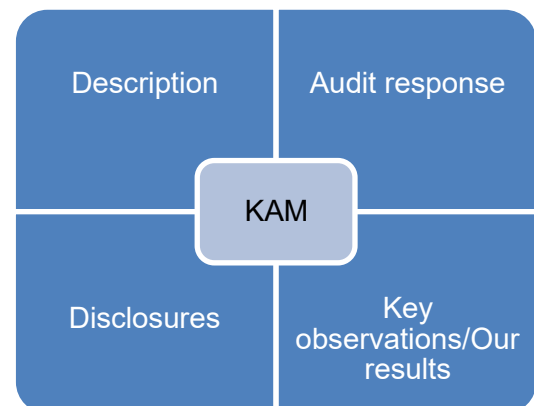 Description
Audit response
KAM
Disclosures
Key
observations/Our
results